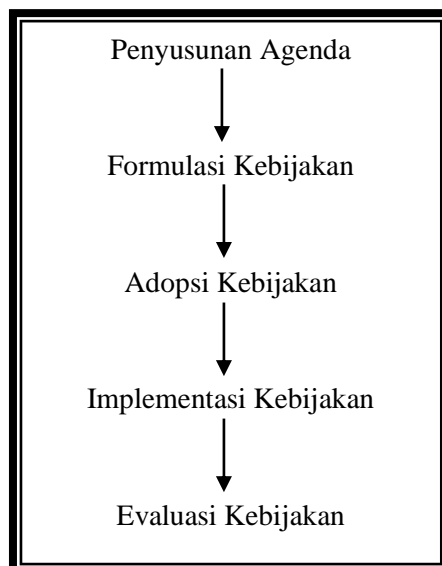 Penyusunan Agenda
Formulasi Kebijakan
Adopsi Kebijakan
Implementasi Kebijakan
Evaluasi Kebijakan